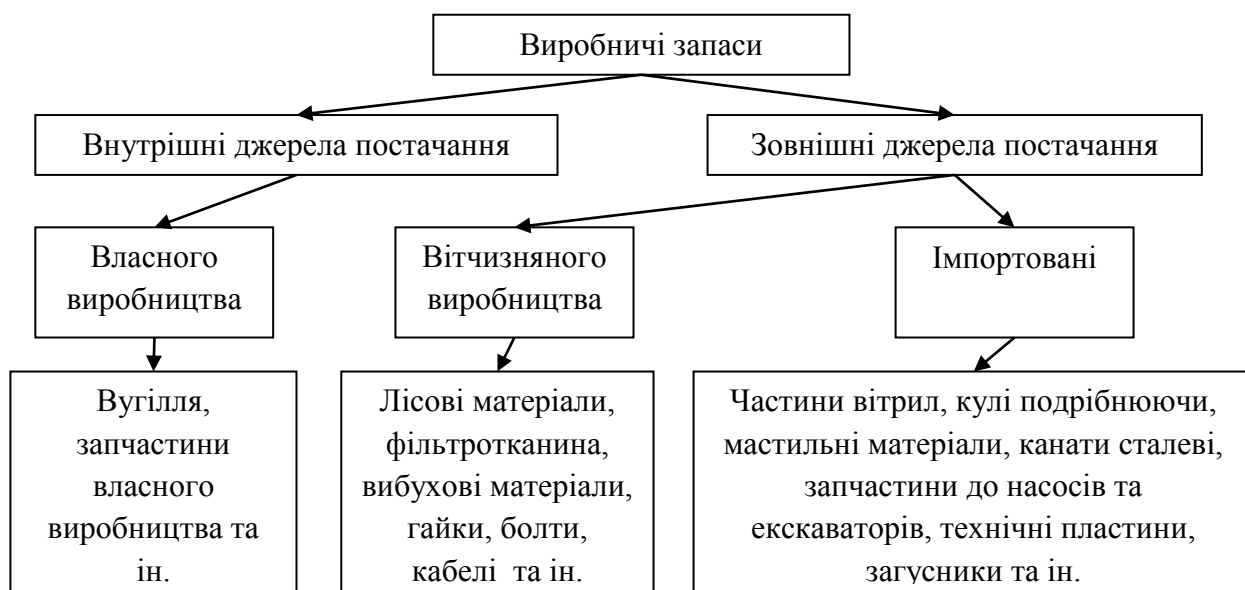 Виробничі запаси
Внутрішні джерела постачання
Зовнішні джерела постачання
Власного
виробництва
Вітчизняного
виробництва
Імпортовані
Вугілля,
запчастини
власного
виробництва та
ін.
Лісові матеріали,
фільтротканина,
вибухові матеріали,
гайки, болти,
кабелі та ін.
Частини вітрил, кулі подрібнюючи,
мастильні матеріали, канати сталеві,
запчастини до насосів та
екскаваторів, технічні пластини,
загусники та ін.